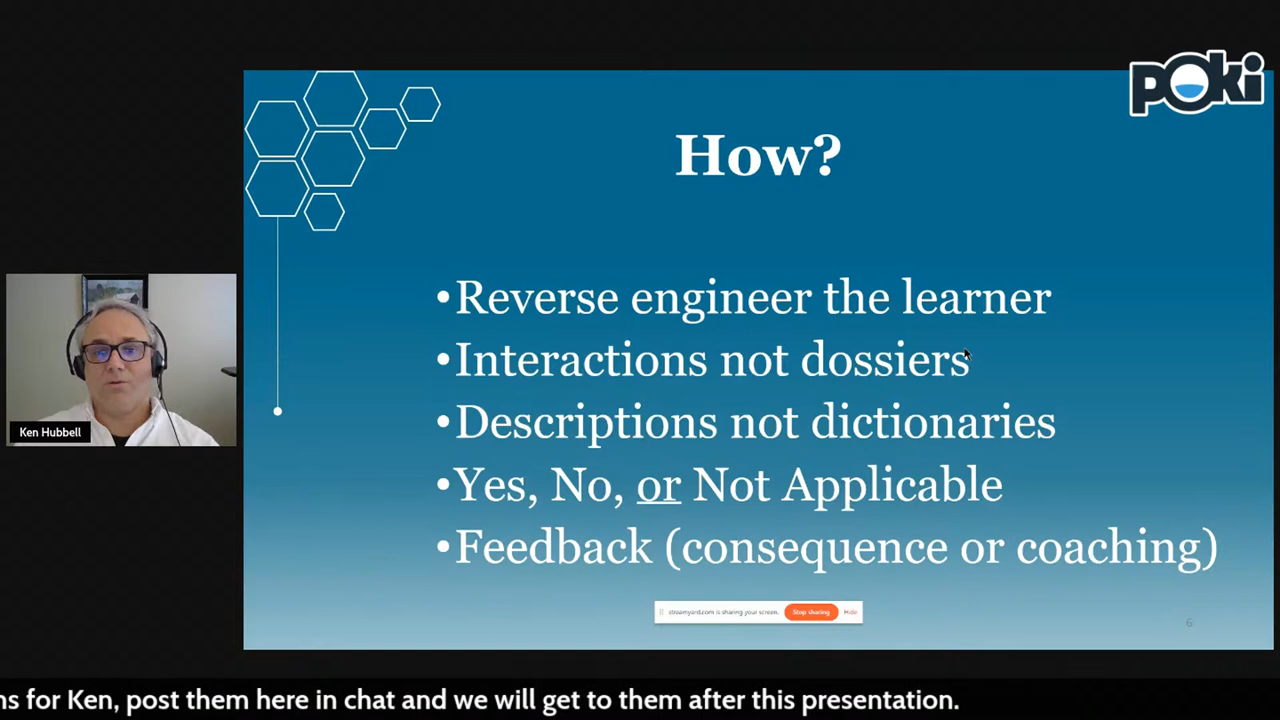 poki
How?
•Reverse engineer the learner
•Interactions not dossiers
•Descriptions not dictionaries
•Yes, No, or Not Applicable
•Feedback (consequence or coaching)
Ken Hubbell
streamyard.com is sharing your screen. Stop sharing Hide
6
ns for Ken, post them here in chat and we will get to them after this presentation.